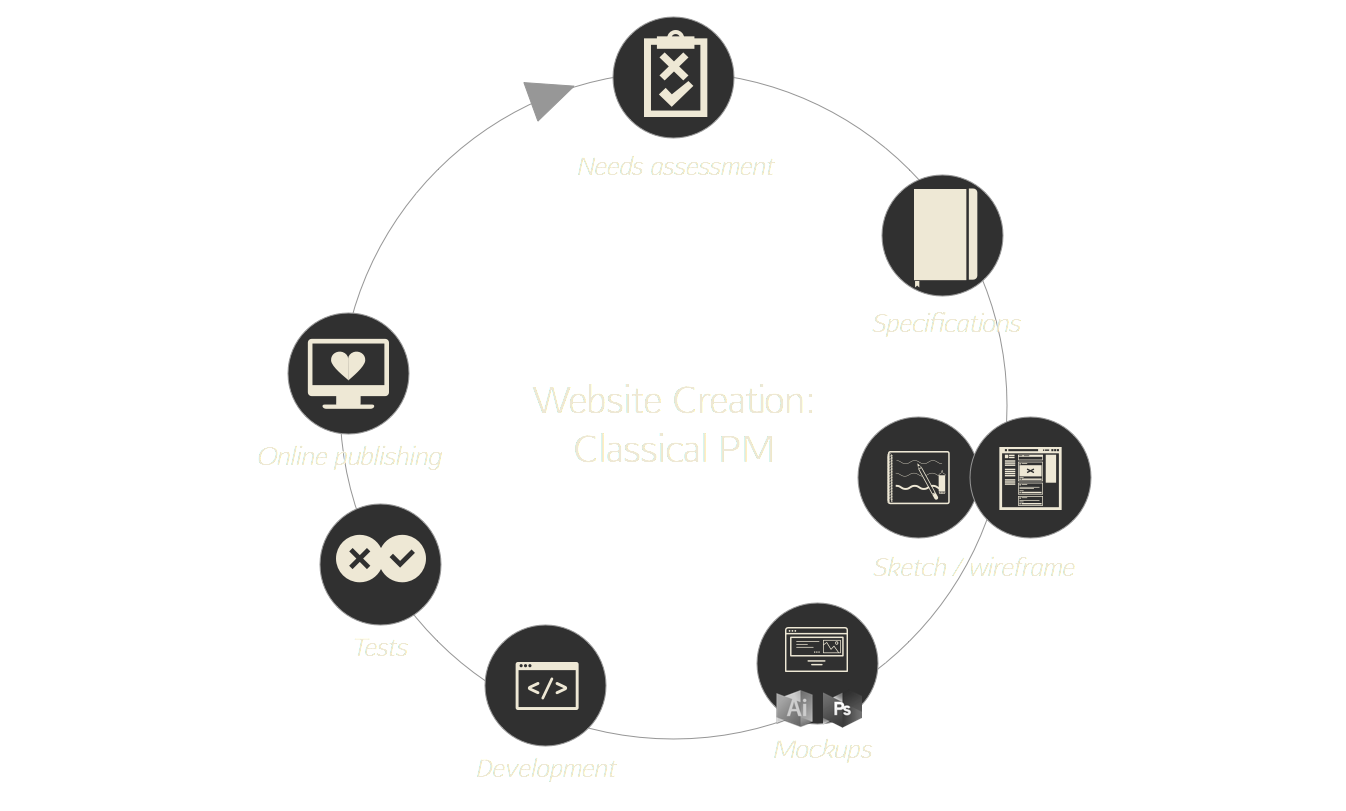 Needs assessment
Specifications
Website Creation:
Classical PM
Online publishing
Sketch / wireframe
Tests
</>
Ai
Ps
Mockups
Development